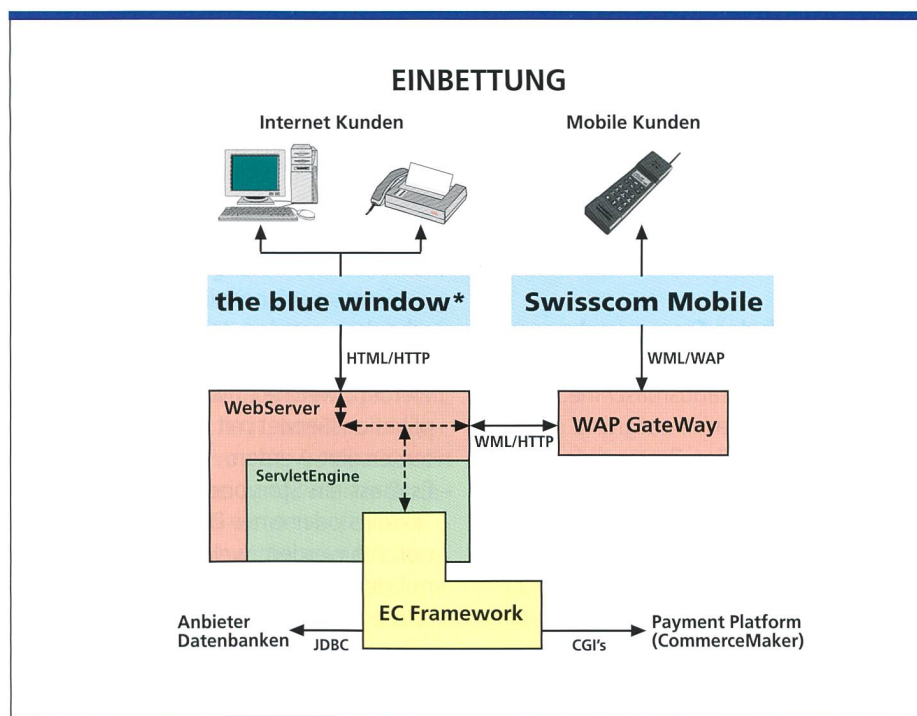 EINBETTUNG
Internet Kunden
Mobile Kunden
the blue window*
Swisscom Mobile
HTML/HTTP
WML/WAP
WebServer
WAP GateWay
WML/HTTP
ServletEngine
EC Framework
Anbieter
Datenbanken
JDBC
CGI's
Payment Platform
(CommerceMaker)